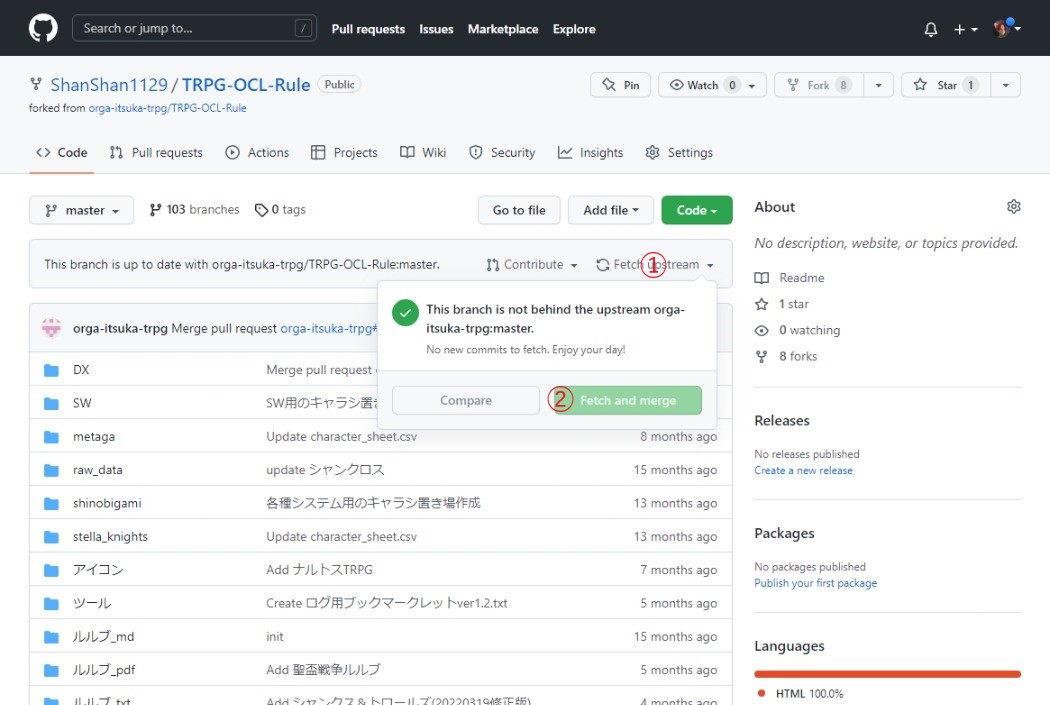 Search or jump to... /
Pull requests Issues Marketplace Explore
ShanShan1129 / TRPG-OCL-Rule Public
forked from orga-itsuka-trpg/TRPG-OCL-Rule
Pin Watch 0 Fork 8 Star 1
Code Pull requests Actions Projects Wiki Security Insights Settings
master 103 branches 0 tags Go to file Add file Code
This branch is up to date with orga-itsuka-trpg/TRPG-OCL-Rule:master. Contribute Fetch upstream
①
This branch is not behind the upstream orga-
itsuka-trpg:master.
No new commits to fetch. Enjoy your day!
Compare ② Fetch and merge
orga-itsuka-trpg Merge pull request orga-itsuka-trpg#
DX Merge pull request
SW SW用のキャラシ置き
metaga Update character_sheet.csv 8 months ago
raw_data update シャンクロス 15 months ago
shinobigami 各種システム用のキャラシ置き場作成 13 months ago
stella_knights Update character_sheet.csv 13 months ago
アイコン Add ナルトスTRPG 7 months ago
ツール Create ログ用ブックマークレットver1.2.txt 5 months ago
ルルブ_md init 15 months ago
ルルブ_pdf Add 聖盃戦争ルルブ 5 months ago
ルルブ_txt Add シャンクス＆トロールズ(20220319修正版) 4 months ago
About
No description, website, or topics provided.
Readme
1 star
0 watching
8 forks
Releases
No releases published
Create a new release
Packages
No packages published
Publish your first package
Languages
HTML 100.0%